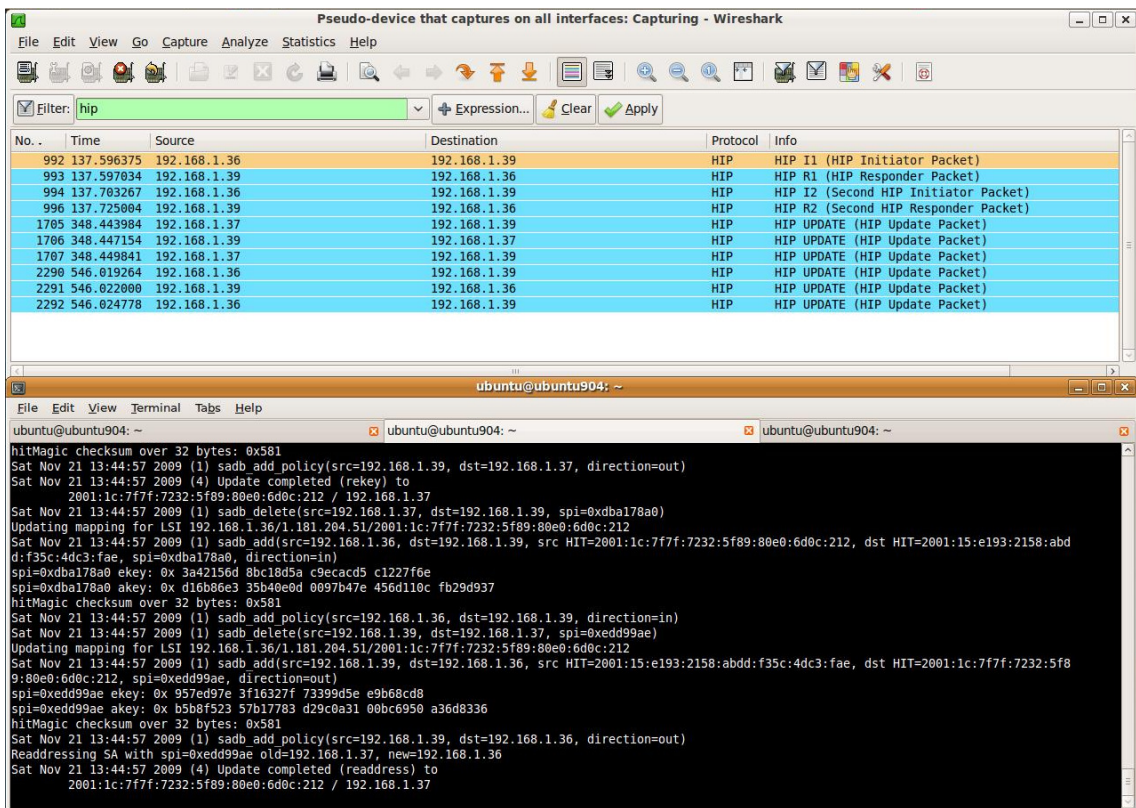 Pseudo-device that captures on all interfaces: Capturing - Wireshark
File Edit View Go Capture Analyze Statistics Help
Filter: hip Expression... Clear Apply
No. . Time Source Destination Protocol Info
992 137.596375 192.168.1.36 192.168.1.39 HIP HIP I1 (HIP Initiator Packet)
993 137.597034 192.168.1.39 192.168.1.36 HIP HIP R1 (HIP Responder Packet)
994 137.703267 192.168.1.36 192.168.1.39 HIP HIP I2 (Second HIP Initiator Packet)
996 137.725004 192.168.1.39 192.168.1.36 HIP HIP R2 (Second HIP Responder Packet)
1705 348.443984 192.168.1.37 192.168.1.39 HIP HIP UPDATE (HIP Update Packet)
1706 348.447154 192.168.1.39 192.168.1.37 HIP HIP UPDATE (HIP Update Packet)
1707 348.449841 192.168.1.37 192.168.1.39 HIP HIP UPDATE (HIP Update Packet)
2290 546.019264 192.168.1.36 192.168.1.39 HIP HIP UPDATE (HIP Update Packet)
2291 546.022000 192.168.1.39 192.168.1.36 HIP HIP UPDATE (HIP Update Packet)
2292 546.024778 192.168.1.36 192.168.1.39 HIP HIP UPDATE (HIP Update Packet)
ubuntu@ubuntu904: ~
File Edit View Terminal Tabs Help
ubuntu@ubuntu904: ~ ubuntu@ubuntu904: ~ ubuntu@ubuntu904: ~
hitMagic checksum over 32 bytes: 0x581
Sat Nov 21 13:44:57 2009 (1) sadb_add_policy(src=192.168.1.39, dst=192.168.1.37, direction=out)
Sat Nov 21 13:44:57 2009 (4) Update completed (rekey) to
2001:1c:7f7f:7232:5f89:80e0:6d0c:212 / 192.168.1.37
Sat Nov 21 13:44:57 2009 (1) sadb_delete(src=192.168.1.37, dst=192.168.1.39, spi=0xdba178a0)
Updating mapping for LSI 192.168.1.36/1.181.204.51/2001:1c:7f7f:7232:5f89:80e0:6d0c:212
Sat Nov 21 13:44:57 2009 (1) sadb_add(src=192.168.1.36, dst=192.168.1.39, src HIT=2001:1c:7f7f:7232:5f89:80e0:6d0c:212, dst HIT=2001:15:e193:2158:abd
d:f35c:4dc3:fae, spi=0xdba178a0, direction=in)
spi=0xdba178a0 ekey: 0x 3a42156d 8bc18d5a c9ecacd5 c1227f6e
spi=0xdba178a0 akey: 0x d16b86e3 35b40e0d 0097b47e 456d110c fb29d937
hitMagic checksum over 32 bytes: 0x581
Sat Nov 21 13:44:57 2009 (1) sadb_add_policy(src=192.168.1.36, dst=192.168.1.39, direction=in)
Sat Nov 21 13:44:57 2009 (1) sadb_delete(src=192.168.1.39, dst=192.168.1.37, spi=0xedd99ae)
Updating mapping for LSI 192.168.1.36/1.181.204.51/2001:1c:7f7f:7232:5f89:80e0:6d0c:212
Sat Nov 21 13:44:57 2009 (1) sadb_add(src=192.168.1.39, dst=192.168.1.36, src HIT=2001:15:e193:2158:abdd:f35c:4dc3:fae, dst HIT=2001:1c:7f7f:7232:5f8
9:80e0:6d0c:212, spi=0xedd99ae, direction=out)
spi=0xedd99ae ekey: 0x 957ed97e 3f16327f 73399d5e e9b68cd8
spi=0xedd99ae akey: 0x b5b8f523 57b17783 d29c0a31 00bc6950 a36d8336
hitMagic checksum over 32 bytes: 0x581
Sat Nov 21 13:44:57 2009 (1) sadb_add_policy(src=192.168.1.39, dst=192.168.1.36, direction=out)
Readdressing SA with spi=0xedd99ae old=192.168.1.37, new=192.168.1.36
Sat Nov 21 13:44:57 2009 (4) Update completed (readdress) to
2001:1c:7f7f:7232:5f89:80e0:6d0c:212 / 192.168.1.37